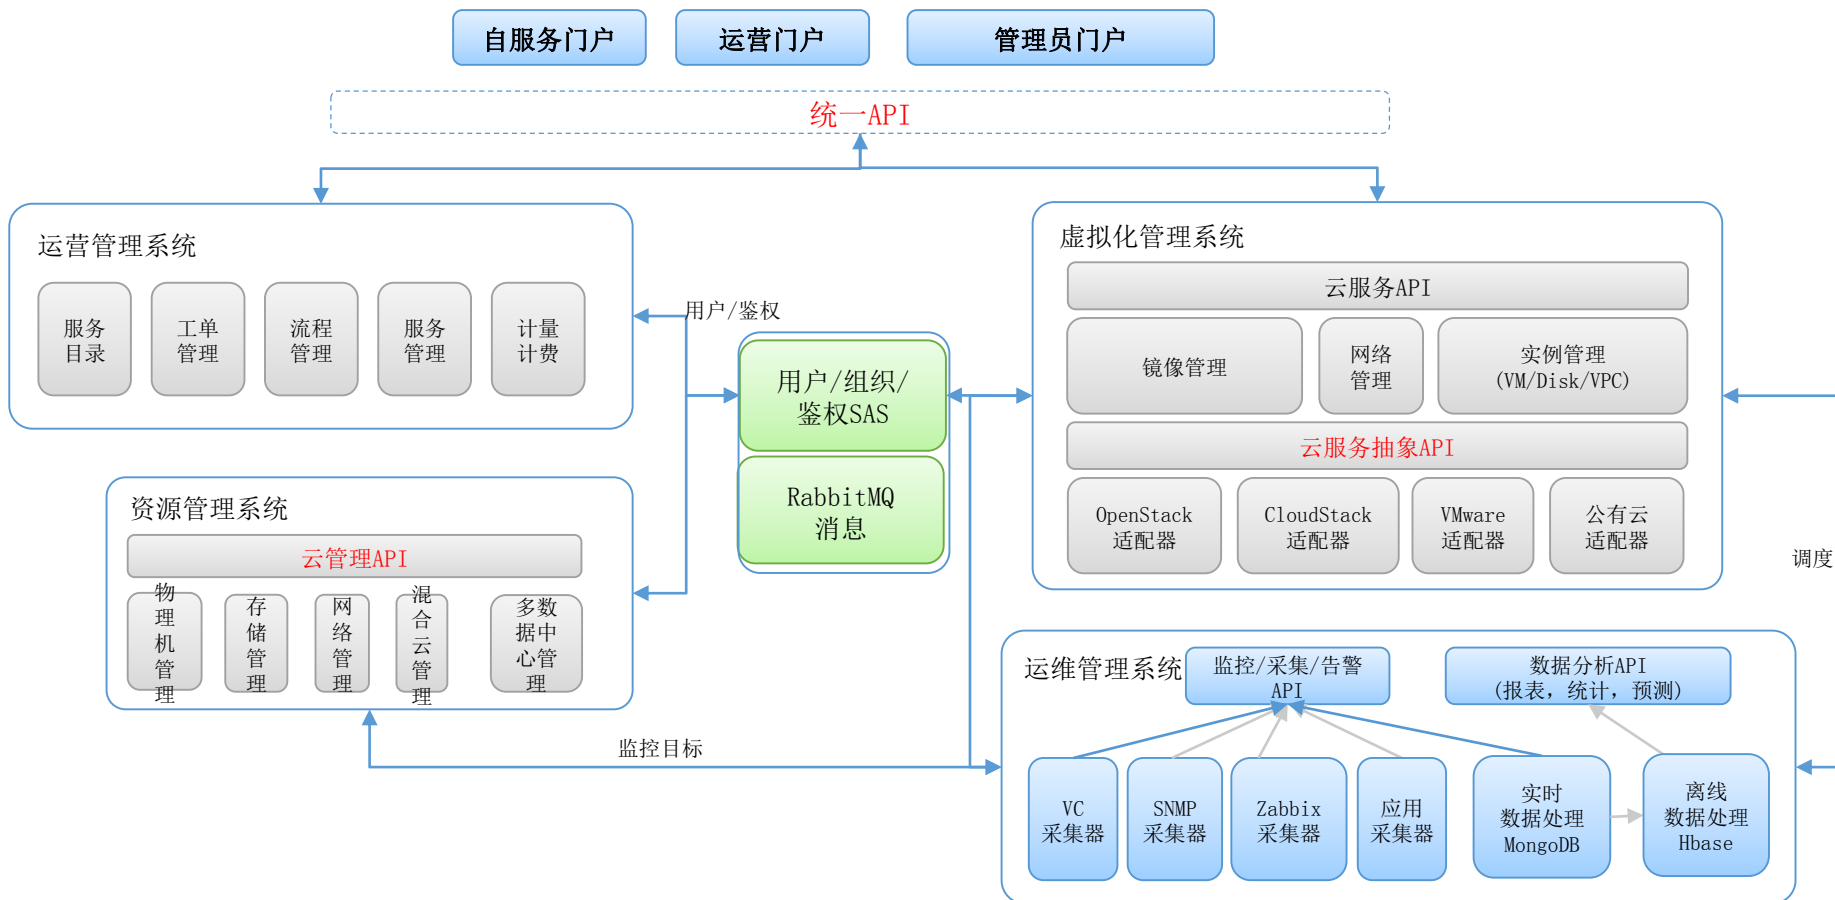 自服务门户
运营门户
管理员门户
统一API
运营管理系统
服务
目录
工单
管理
流程
管理
服务
管理
计量
计费
用户/鉴权
用户/组织/
鉴权SAS
RabbitMQ
消息
虚拟化管理系统
云服务API
镜像管理
网络
管理
实例管理
(VM/Disk/VPC)
云服务抽象API
OpenStack
适配器
CloudStack
适配器
VMware
适配器
公有云
适配器
调度
资源管理系统
云管理API
物
理
机
管
理
存
储
管
理
网
络
管
理
混
合
云
管
理
多数
据中
心管
理
监控目标
运维管理系统
监控/采集/告警
API
数据分析API
(报表，统计，预测)
VC
采集器
SNMP
采集器
Zabbix
采集器
应用
采集器
实时
数据处理
MongoDB
离线
数据处理
Hbase